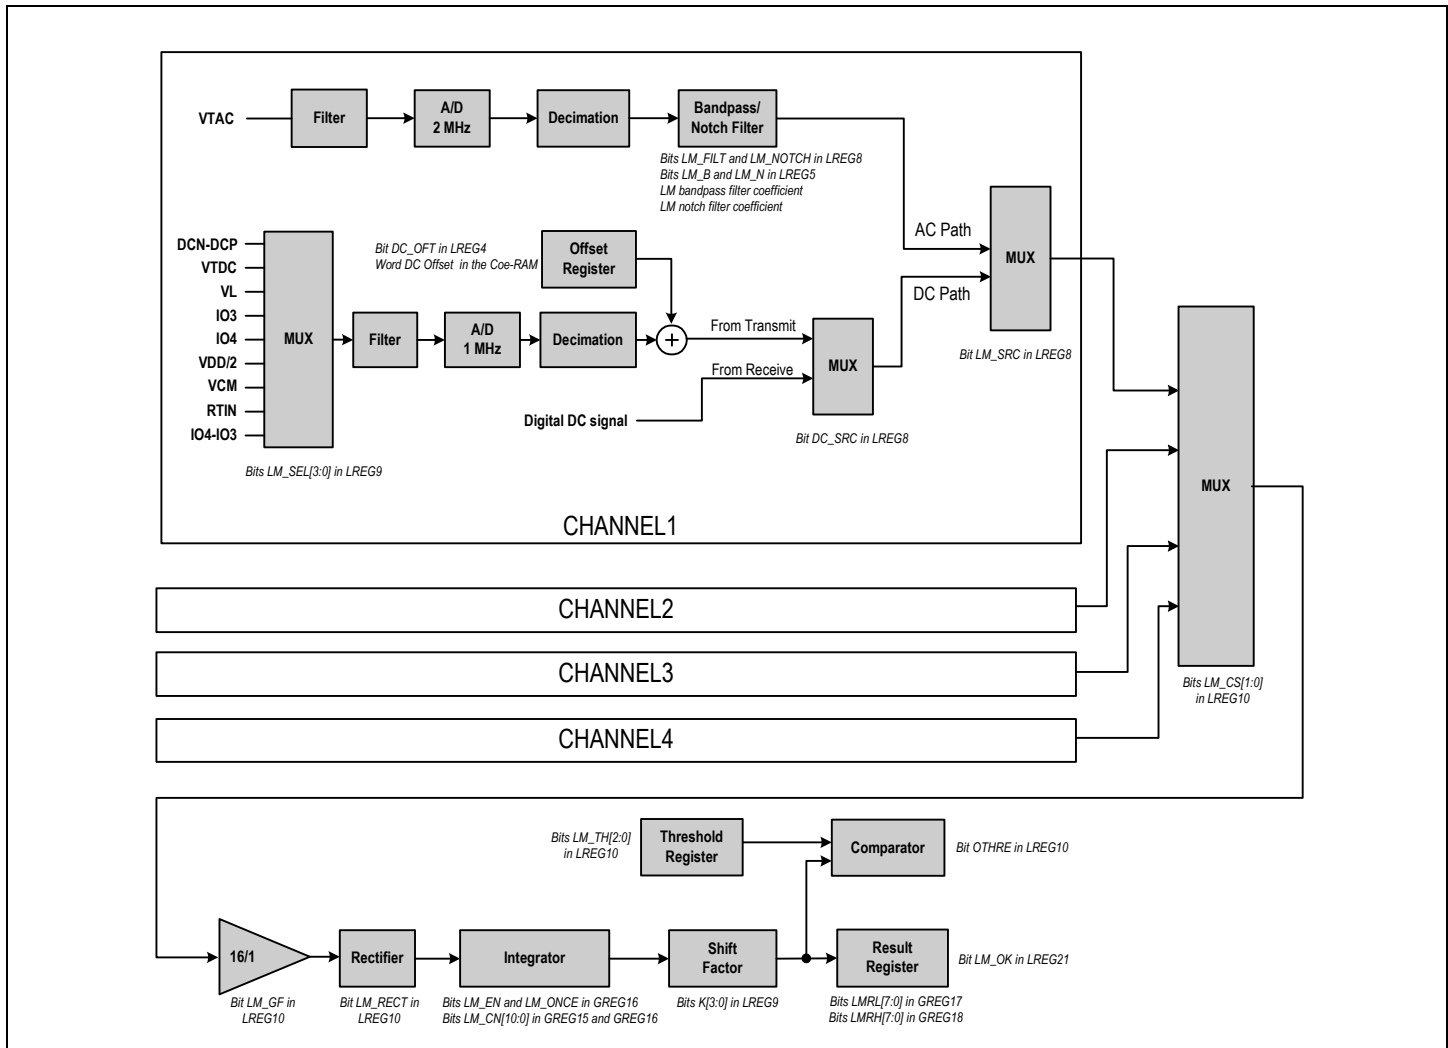 VTAC
Filter
A/D
2 MHz
Decimation
Bandpass/
Notch Filter
Bits LM_FILT and LM_NOTCH in LREG8
Bits LM_B and LM_N in LREG5
LM bandpass filter coefficient
LM notch filter coefficient
DCN-DCP
VTDC
VL
IO3
IO4
VDD/2
VCM
RTIN
IO4-IO3
MUX
Bits LM_SEL[3:0] in LREG9
Filter
A/D
1 MHz
Decimation
Bit DC_OFT in LREG4
Word DC Offset in the Coe-RAM
Offset
Register
+
From Transmit
From Receive
Digital DC signal
MUX
Bit DC_SRC in LREG8
AC Path
DC Path
MUX
Bit LM_SRC in LREG8
CHANNEL1
CHANNEL2
CHANNEL3
CHANNEL4
MUX
Bits LM_CS[1:0]
in LREG10
Bits LM_TH[2:0]
in LREG10
Threshold
Register
Comparator
Bit OTHRE in LREG10
16/1
Bit LM_GF in
LREG10
Rectifier
Bit LM_RECT in
LREG10
Integrator
Bits LM_EN and LM_ONCE in GREG16
Bits LM_CN[10:0] in GREG15 and GREG16
Shift
Factor
Bits K[3:0] in LREG9
Result
Register
Bit LM_OK in LREG21
Bits LMRL[7:0] in GREG17
Bits LMRH[7:0] in GREG18